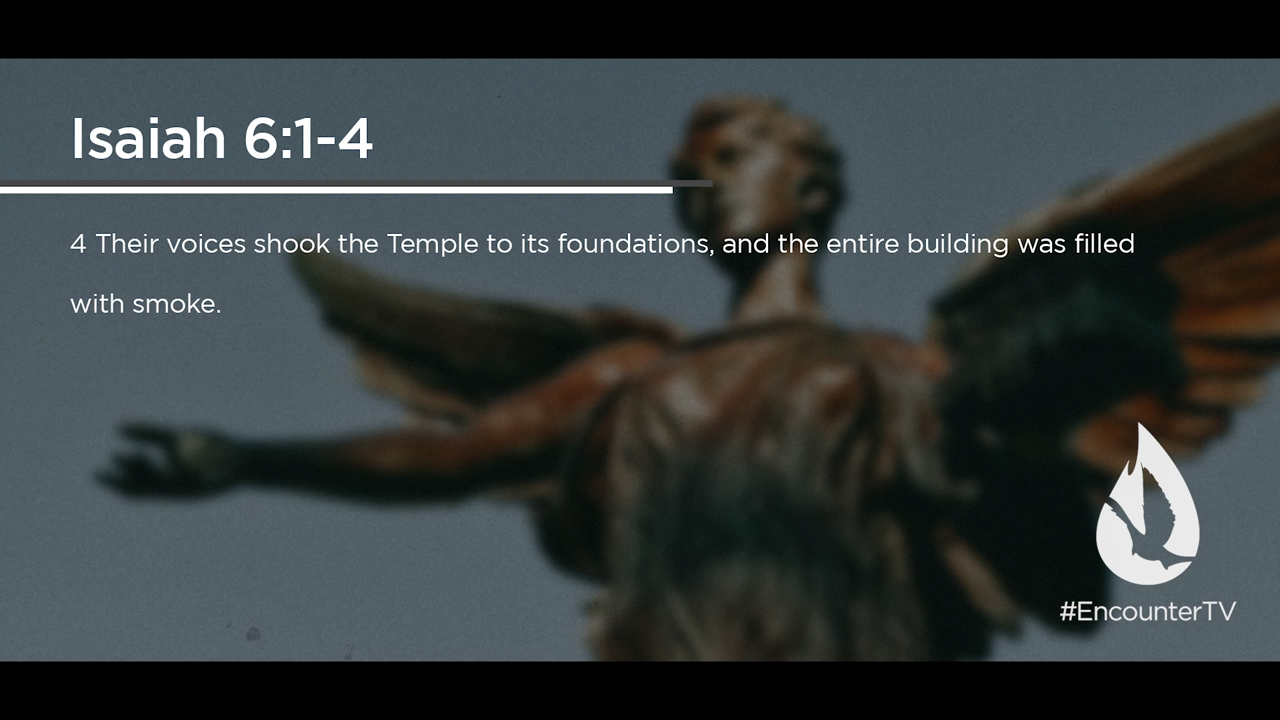 Isaiah 6:1-4
4 Their voices shook the Temple to its foundations, and the entire building was filled
with smoke.
#EncounterTV